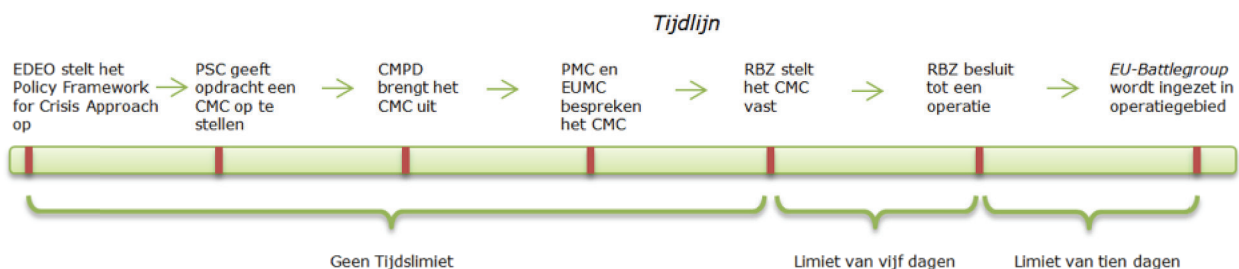 Tijdlijn
EDEO stelt het
Policy Framework
for Crisis Approach
op
PSC geeft
opdracht een
CMC op te
stellen
CMPD
brengt het
CMC uit
PMC en
EUMC
bespreken
het CMC
RBZ stelt
het CMC
vast
RBZ besluit
tot een
operatie
EU-Battlegroup
wordt ingezet in
operatiegebied
Geen Tijdslimiet
Limiet van vijf dagen
Limiet van tien dagen